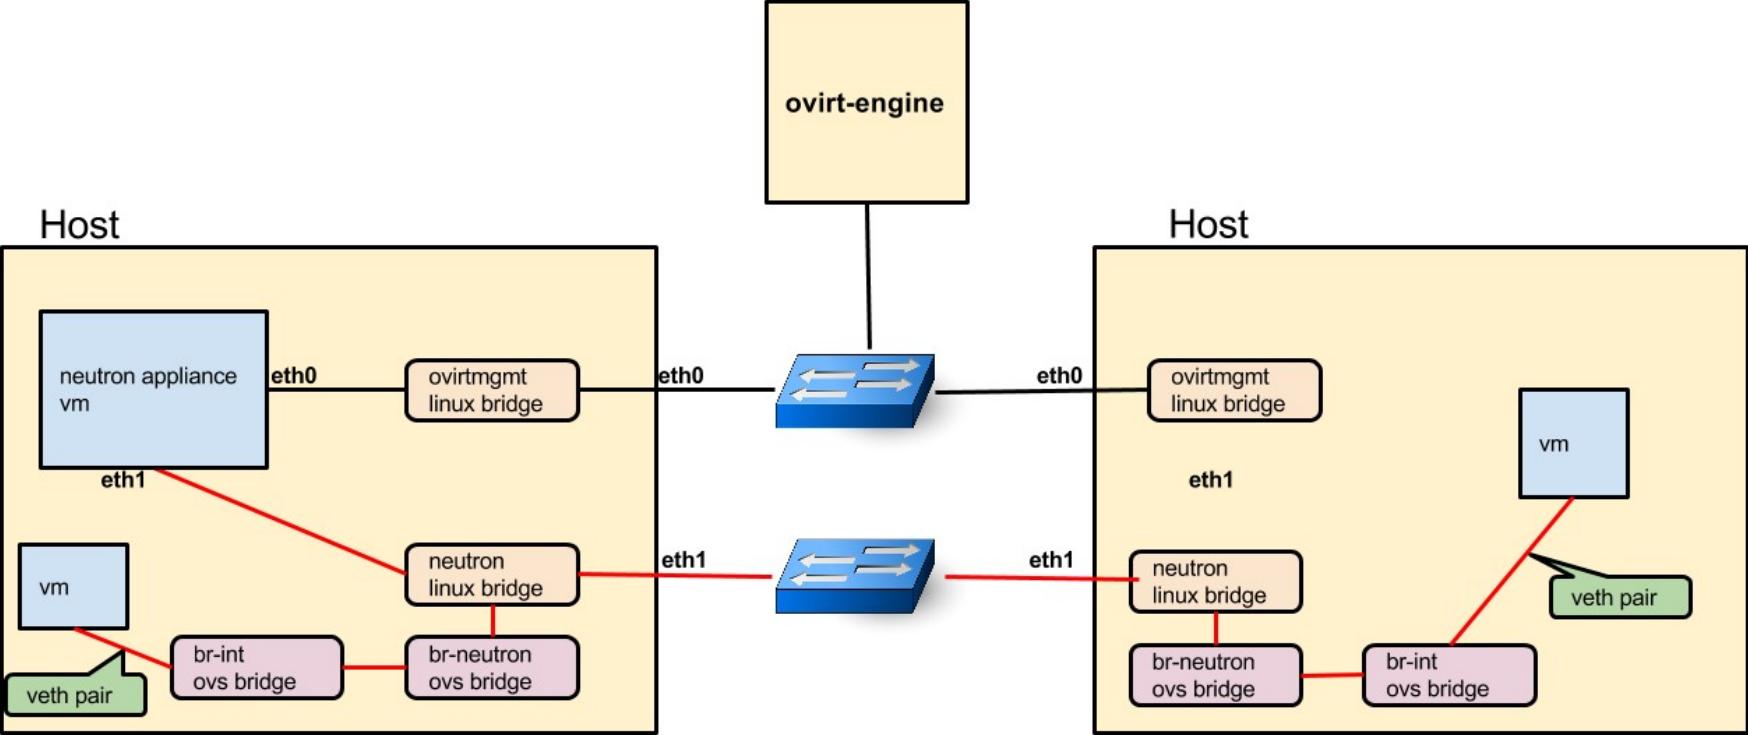 ovirt-engine
Host
neutron appliance
vm
eth0
ovirtmgmt
linux bridge
eth0
eth1
vm
neutron
linux bridge
eth1
br-int
ovs bridge
br-neutron
ovs bridge
veth pair
Host
eth0
ovirtmgmt
linux bridge
vm
eth1
eth1
neutron
linux bridge
veth pair
br-neutron
ovs bridge
br-int
ovs bridge